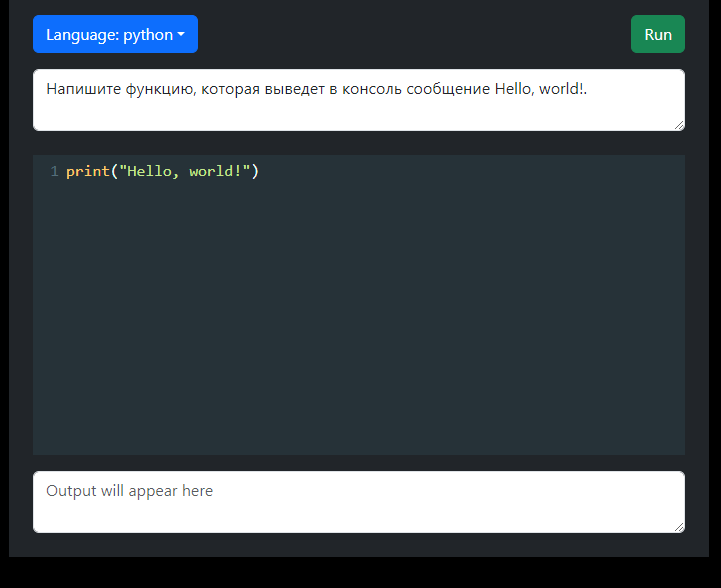 Language: python
Run
Напишите функцию, которая выведет в консоль сообщение Hello, world!.
1 print("Hello, world!")
Output will appear here